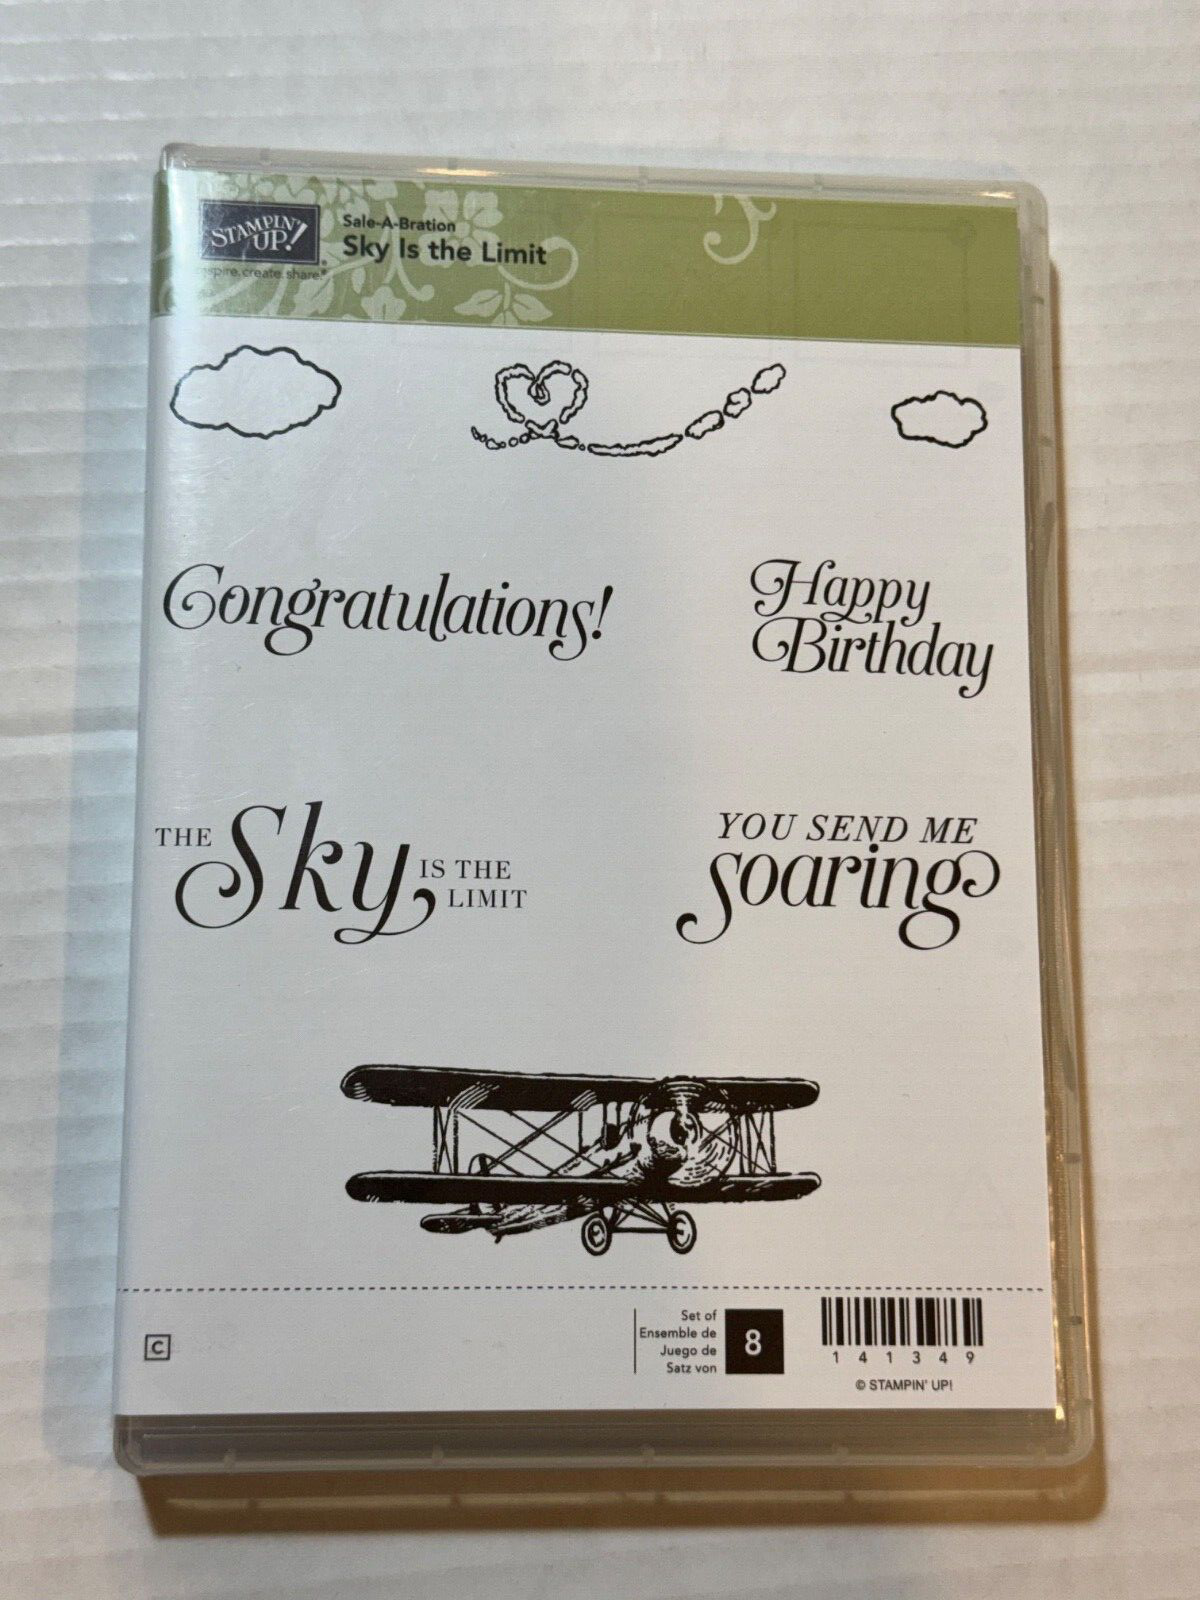 STAMPIN' UP!®
inspire.create.share.®
Sale-A-Bration
Sky Is the Limit
Congratulations!
Happy
Birthday
THE Sky IS THE
LIMIT
YOU SEND ME
soaring
C
Set of
Ensemble de
Juego de
Satz von
8
141349
© STAMPIN' UP!